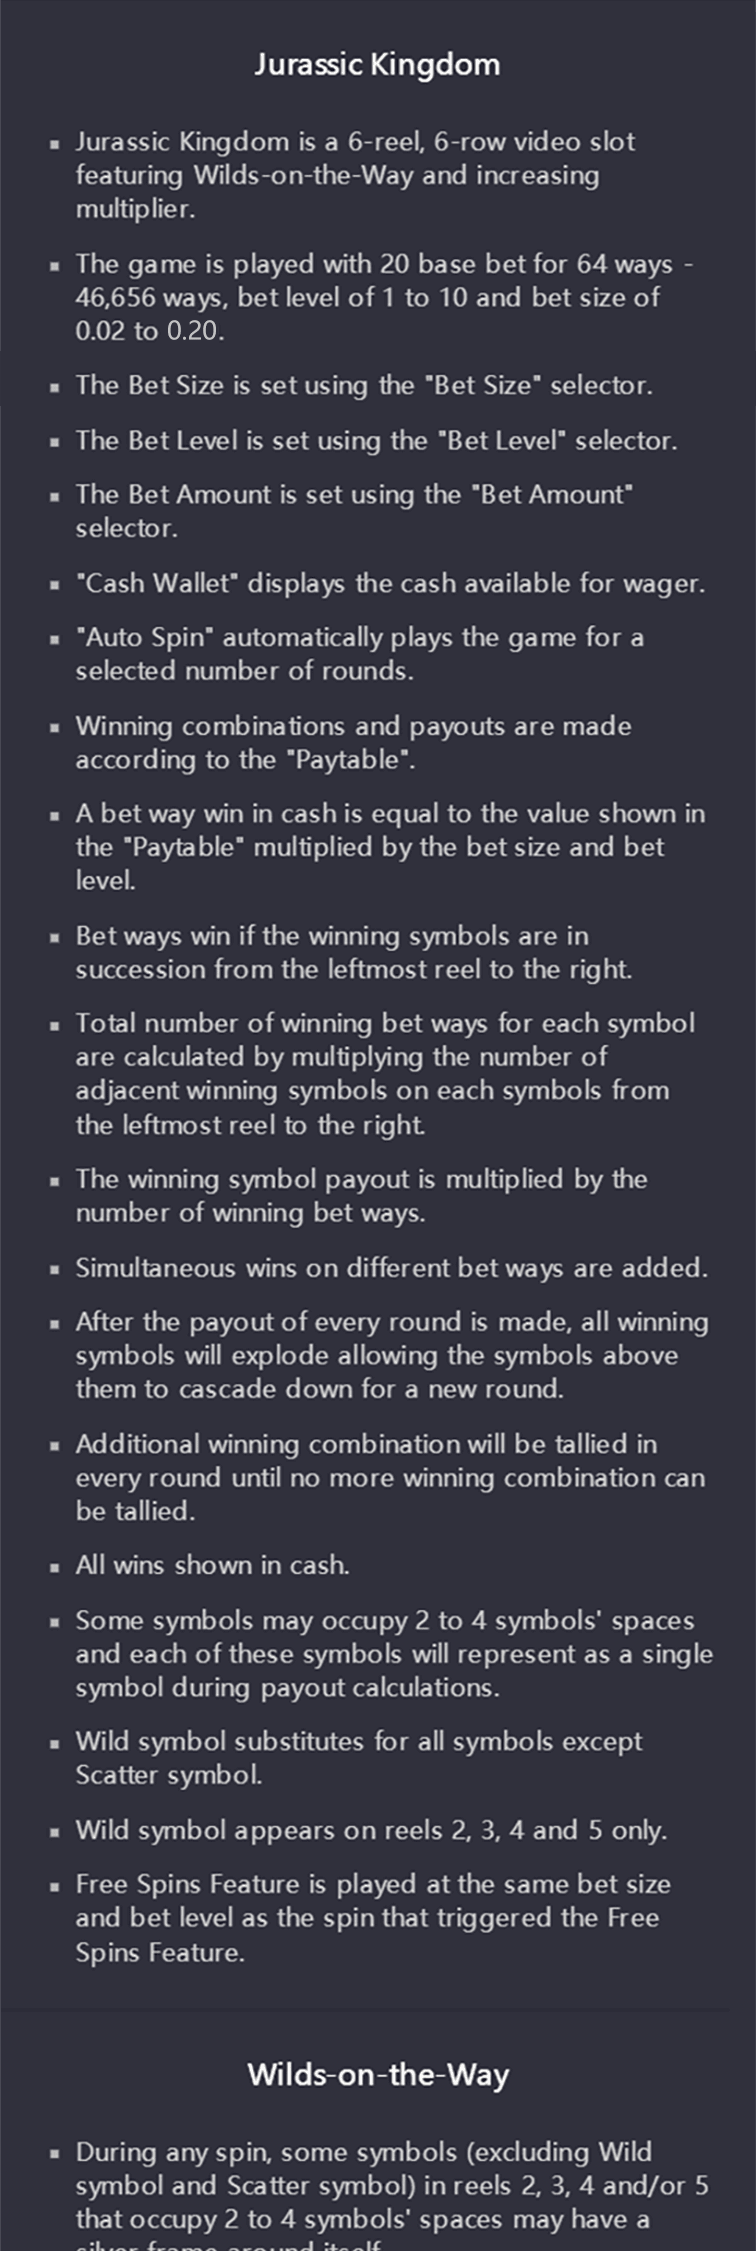 Jurassic Kingdom
▪ Jurassic Kingdom is a 6-reel, 6-row video slot
featuring Wilds-on-the-Way and increasing
multiplier.
▪ The game is played with 20 base bet for 64 ways -
46,656 ways, bet level of 1 to 10 and bet size of
0.02 to 0.20.
▪ The Bet Size is set using the "Bet Size" selector.
▪ The Bet Level is set using the "Bet Level" selector.
▪ The Bet Amount is set using the "Bet Amount"
selector.
▪ "Cash Wallet" displays the cash available for wager.
▪ "Auto Spin" automatically plays the game for a
selected number of rounds.
▪ Winning combinations and payouts are made
according to the "Paytable".
▪ A bet way win in cash is equal to the value shown in
the "Paytable" multiplied by the bet size and bet
level.
▪ Bet ways win if the winning symbols are in
succession from the leftmost reel to the right.
▪ Total number of winning bet ways for each symbol
are calculated by multiplying the number of
adjacent winning symbols on each symbols from
the leftmost reel to the right.
▪ The winning symbol payout is multiplied by the
number of winning bet ways.
▪ Simultaneous wins on different bet ways are added.
▪ After the payout of every round is made, all winning
symbols will explode allowing the symbols above
them to cascade down for a new round.
▪ Additional winning combination will be tallied in
every round until no more winning combination can
be tallied.
▪ All wins shown in cash.
▪ Some symbols may occupy 2 to 4 symbols' spaces
and each of these symbols will represent as a single
symbol during payout calculations.
▪ Wild symbol substitutes for all symbols except
Scatter symbol.
▪ Wild symbol appears on reels 2, 3, 4 and 5 only.
▪ Free Spins Feature is played at the same bet size
and bet level as the spin that triggered the Free
Spins Feature.
Wilds-on-the-Way
▪ During any spin, some symbols (excluding Wild
symbol and Scatter symbol) in reels 2, 3, 4 and/or 5
that occupy 2 to 4 symbols' spaces may have a
silver frame around itself.